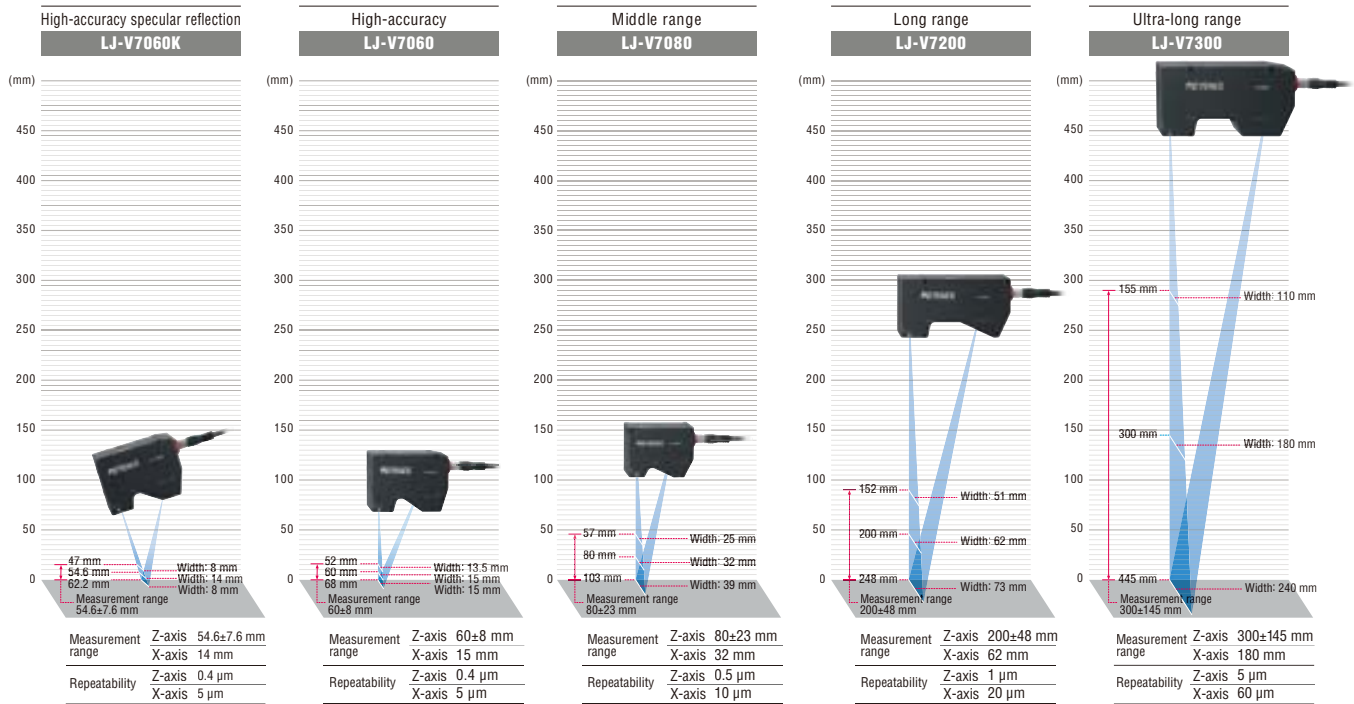 High-accuracy specular reflection
LJ-V7060K
(mm)
450
400
350
300
250
200
150
100
50
0
47 mm
54.6 mm
62.2 mm
Width: 8 mm
Width: 14 mm
Width: 8 mm
Measurement range
54.6±7.6 mm
Measurement range
Z-axis 54.6±7.6 mm
X-axis 14 mm
Repeatability
Z-axis 0.4 µm
X-axis 5 µm
High-accuracy
LJ-V7060
(mm)
450
400
350
300
250
200
150
100
50
0
52 mm
60 mm
68 mm
Width: 13.5 mm
Width: 15 mm
Width: 15 mm
Measurement range
60±8 mm
Measurement range
Z-axis 60±8 mm
X-axis 15 mm
Repeatability
Z-axis 0.4 µm
X-axis 5 µm
Middle range
LJ-V7080
(mm)
450
400
350
300
250
200
150
100
50
0
57 mm
80 mm
103 mm
Width: 25 mm
Width: 32 mm
Width: 39 mm
Measurement range
80±23 mm
Measurement range
Z-axis 80±23 mm
X-axis 32 mm
Repeatability
Z-axis 0.5 µm
X-axis 10 µm
Long range
LJ-V7200
(mm)
450
400
350
300
250
200
150
100
50
0
KEYENCE
152 mm
200 mm
248 mm
Width: 51 mm
Width: 62 mm
Width: 73 mm
Measurement range
200±48 mm
Measurement range
Z-axis 200±48 mm
X-axis 62 mm
Repeatability
Z-axis 1 µm
X-axis 20 µm
Ultra-long range
LJ-V7300
(mm)
450
400
350
300
250
200
150
100
50
0
KEYENCE
155 mm
300 mm
445 mm
Width: 110 mm
Width: 180 mm
Width: 240 mm
Measurement range
300±145 mm
Measurement range
Z-axis 300±145 mm
X-axis 180 mm
Repeatability
Z-axis 5 µm
X-axis 60 µm